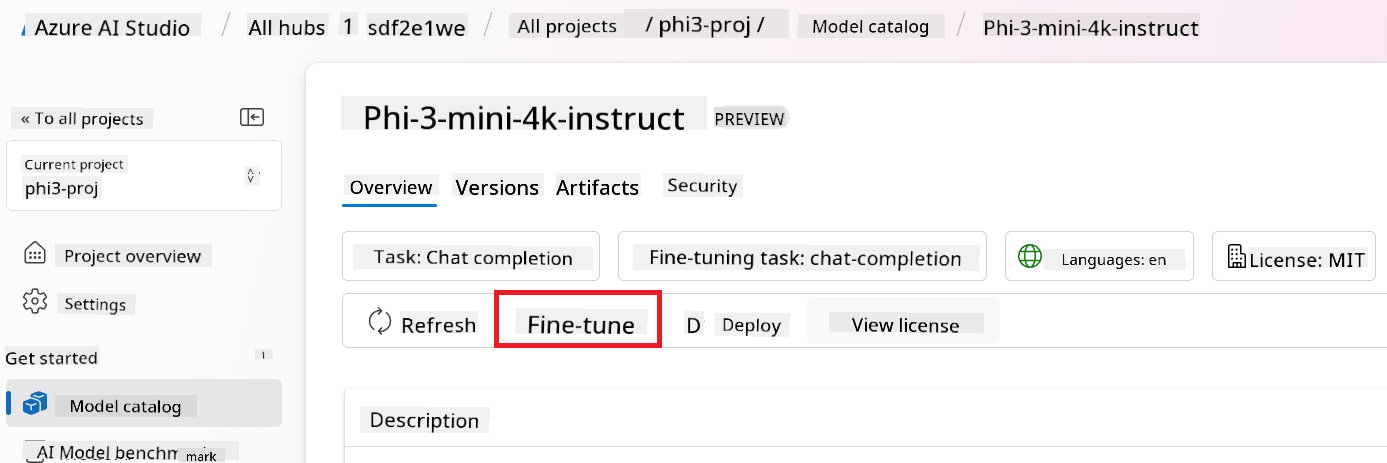 Azure AI Studio / All hubs 1 sdf2e1we / All projects / phi3-proj / Model catalog / Phi-3-mini-4k-instruct
« To all projects
Current project
phi3-proj
Project overview
Settings
Get started 1
Model catalog
AI Model benchm mark
Phi-3-mini-4k-instruct PREVIEW
Overview Versions Artifacts Security
Task: Chat completion Fine-tuning task: chat-completion Languages: en License: MIT
Refresh Fine-tune D Deploy View license
Description